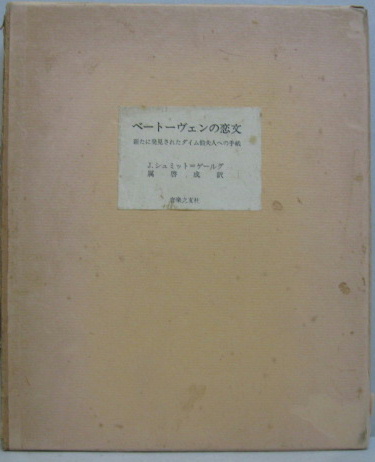 ベートーヴェンの恋文
新たに発見されたダイム伯夫人への手紙
J.シュミット=ゲールグ
属啓成訳
音楽之友社